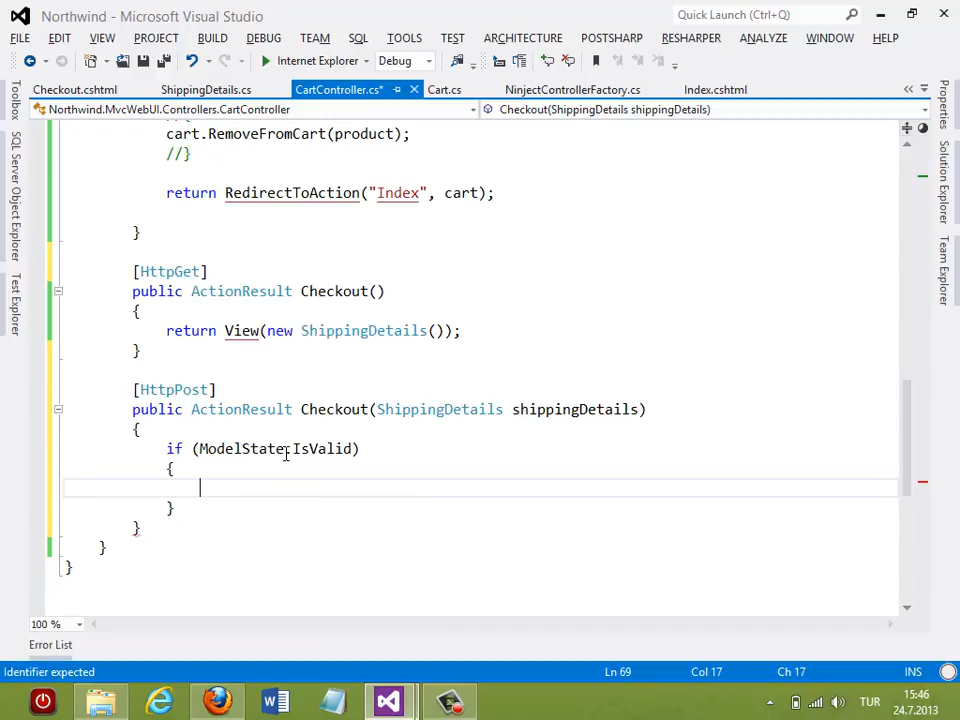 Northwind - Microsoft Visual Studio
Quick Launch (Ctrl+Q)
FILE EDIT VIEW PROJECT BUILD DEBUG TEAM SQL TOOLS TEST ARCHITECTURE POSTSHARP RESHARPER ANALYZE WINDOW HELP
Internet Explorer Debug
Checkout.cshtml ShippingDetails.cs CartController.cs* Cart.cs NinjectControllerFactory.cs Index.cshtml
Northwind.MvcWebUI.Controllers.CartController Checkout(ShippingDetails shippingDetails)
Toolbox
SQL Server Object Explorer
Test Explorer
Properties
Solution Explorer
Team Explorer
//{
cart.RemoveFromCart(product);
//}
return RedirectToAction("Index", cart);
}
[HttpGet]
public ActionResult Checkout()
{
return View(new ShippingDetails());
}
[HttpPost]
public ActionResult Checkout(ShippingDetails shippingDetails)
{
if (ModelState.IsValid)
{
}
}
}
}
100 %
Error List
Identifier expected Ln 69 Col 17 Ch 17 INS
TUR 15:46
24.7.2013